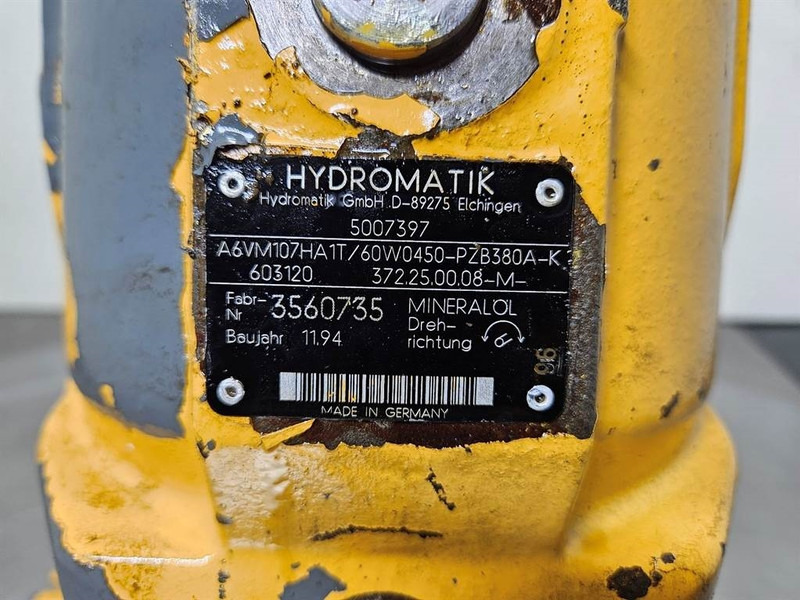 HYDROMATIK
Hydromatik GmbH D-89275 Elchingen
5007397
A6VM107HA1T/60W0450-PZB380A-K
603120 372.25.00.08-M-
Fabr-Nr 3560735
MINERALÖL
Dreh-
richtung
Baujahr 11.94
96
MADE IN GERMANY